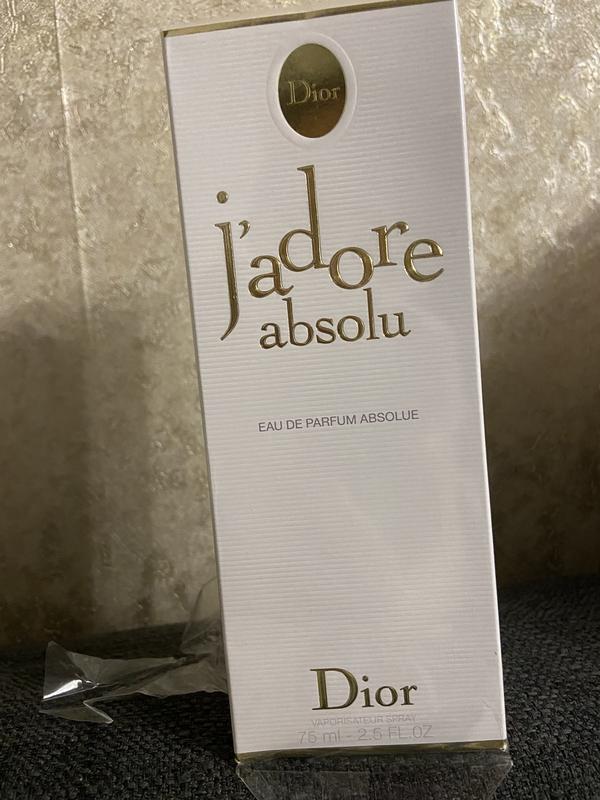 Dior
j'adore
absolu
EAU DE PARFUM ABSOLUE
Dior
VAPORISATEUR SPRAY
75 ml - 2.5 FL.OZ